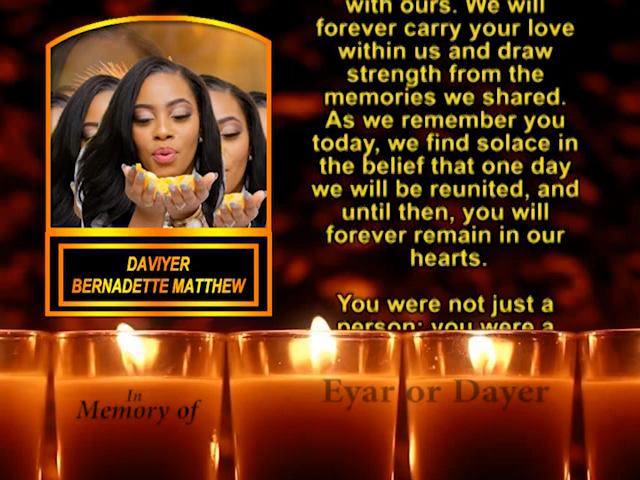 with ours. We will
forever carry your love
within us and draw
strength from the
memories we shared.
As we remember you
today, we find solace in
the belief that one day
we will be reunited, and
until then, you will
forever remain in our
hearts.
You were not just a
person; you were a
DAVIYER
BERNADETTE MATTHEW
In
Memory of
Eyar or Dayer